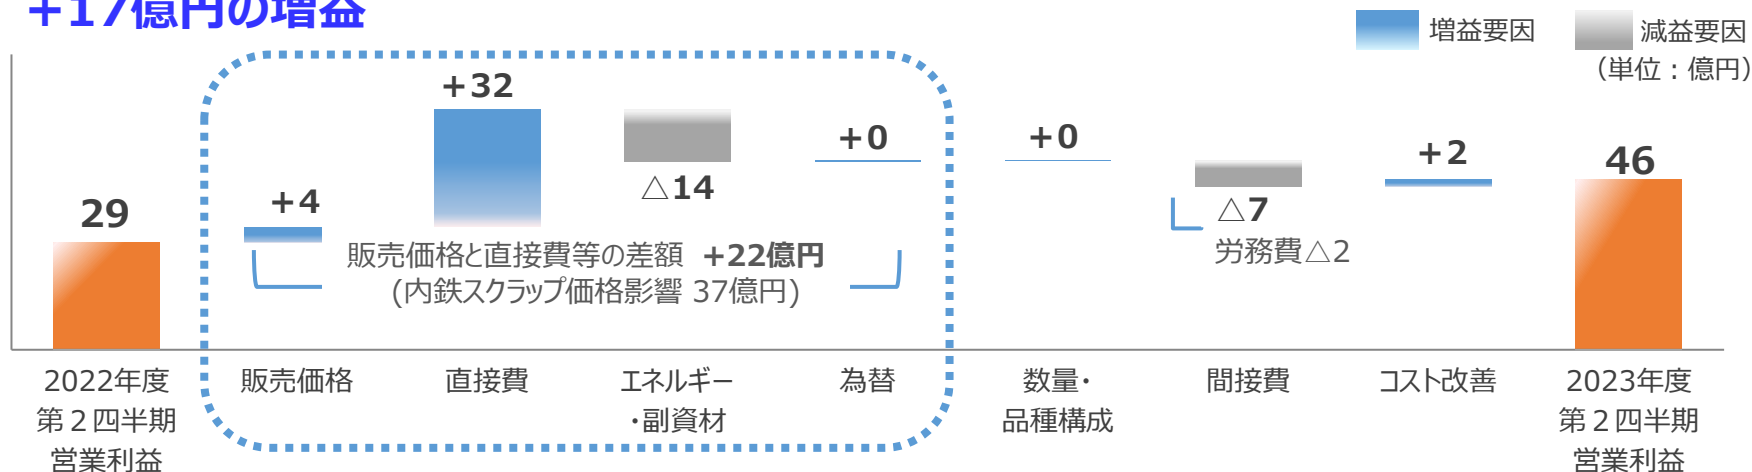 +17億円の増益
増益要因
減益要因
（単位：億円）
29
+4
+32
△14
+0
+0
△7
労務費△2
+2
46
販売価格と直接費等の差額 +22億円
(内鉄スクラップ価格影響 37億円)
2022年度
第２四半期
営業利益
販売価格
直接費
エネルギー
・副資材
為替
数量・
品種構成
間接費
コスト改善
2023年度
第２四半期
営業利益